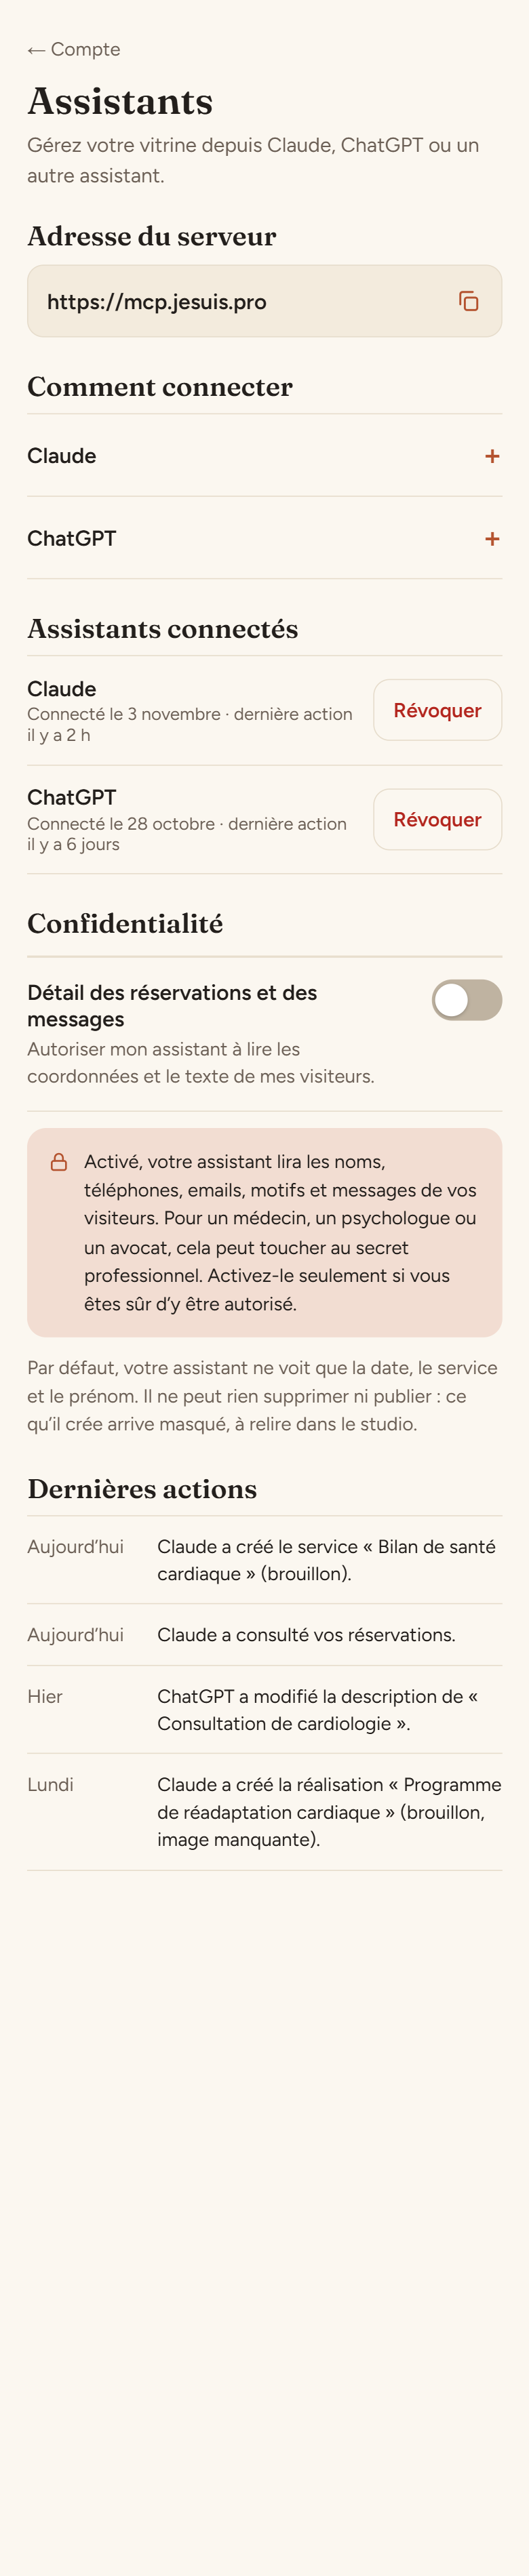 ← Compte
Assistants
Gérez votre vitrine depuis Claude, ChatGPT ou un
autre assistant.
Adresse du serveur
https://mcp.jesuis.pro
Comment connecter
Claude +
ChatGPT +
Assistants connectés
Claude
Connecté le 3 novembre · dernière action
il y a 2 h
Révoquer
ChatGPT
Connecté le 28 octobre · dernière action
il y a 6 jours
Révoquer
Confidentialité
Détail des réservations et des
messages
Autoriser mon assistant à lire les
coordonnées et le texte de mes visiteurs.
Activé, votre assistant lira les noms,
téléphones, emails, motifs et messages de vos
visiteurs. Pour un médecin, un psychologue ou
un avocat, cela peut toucher au secret
professionnel. Activez-le seulement si vous
êtes sûr d’y être autorisé.
Par défaut, votre assistant ne voit que la date, le service
et le prénom. Il ne peut rien supprimer ni publier : ce
qu’il crée arrive masqué, à relire dans le studio.
Dernières actions
Aujourd’hui Claude a créé le service « Bilan de santé
cardiaque » (brouillon).
Aujourd’hui Claude a consulté vos réservations.
Hier ChatGPT a modifié la description de «
Consultation de cardiologie ».
Lundi Claude a créé la réalisation « Programme
de réadaptation cardiaque » (brouillon,
image manquante).